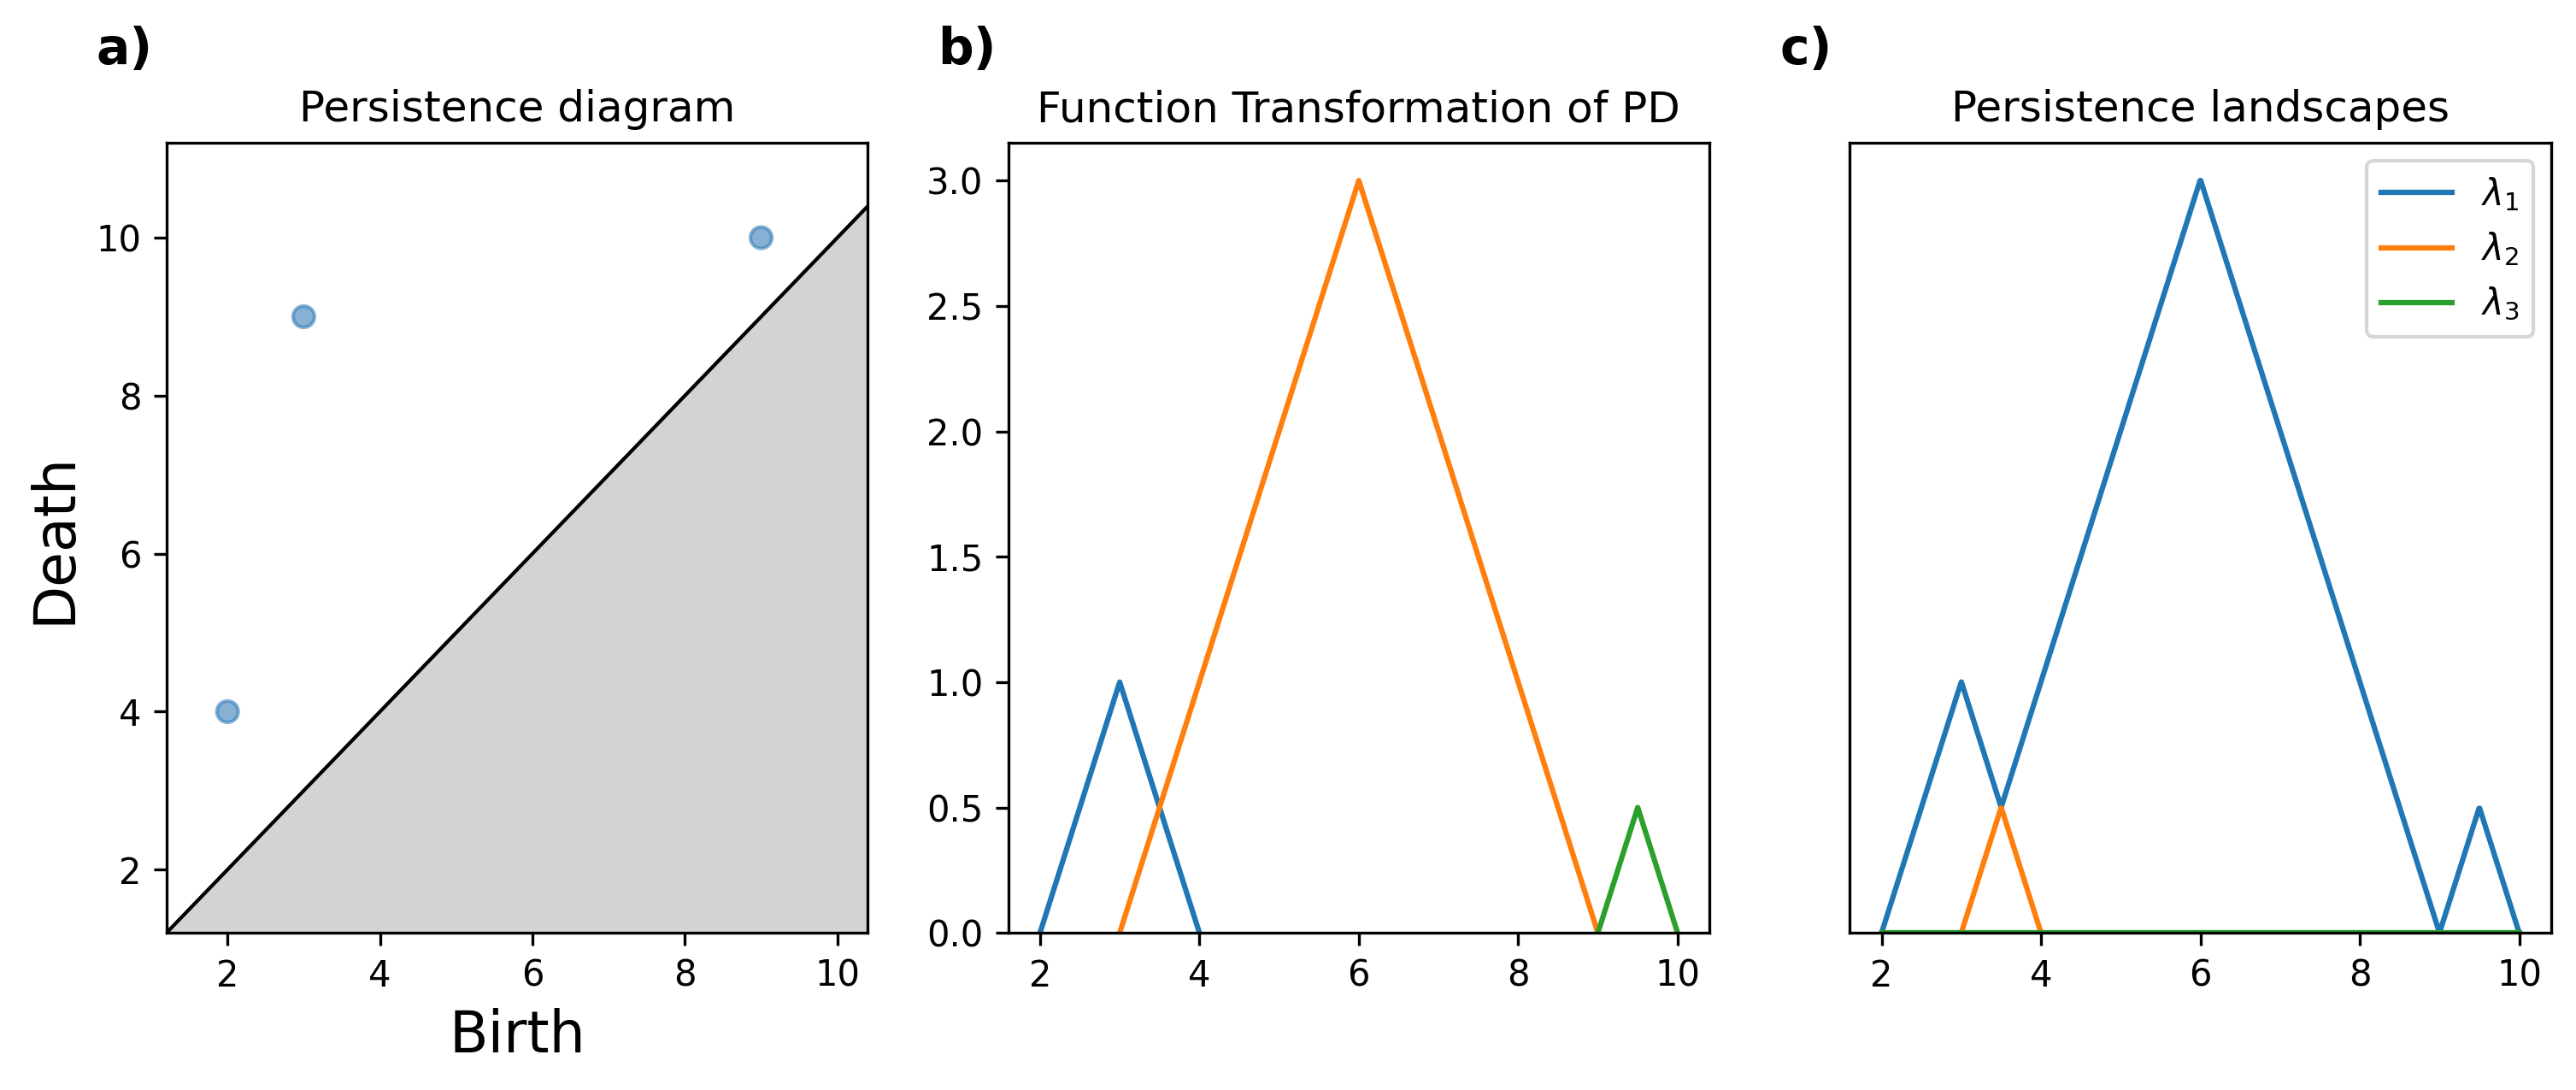 a)
Persistence diagram
10
8
6
4
2
2 4 6 8 10
Death
Birth
b)
Function Transformation of PD
3.0
2.5
2.0
1.5
1.0
0.5
0.0
2 4 6 8 10
c)
Persistence landscapes
λ₁
λ₂
λ₃
2 4 6 8 10